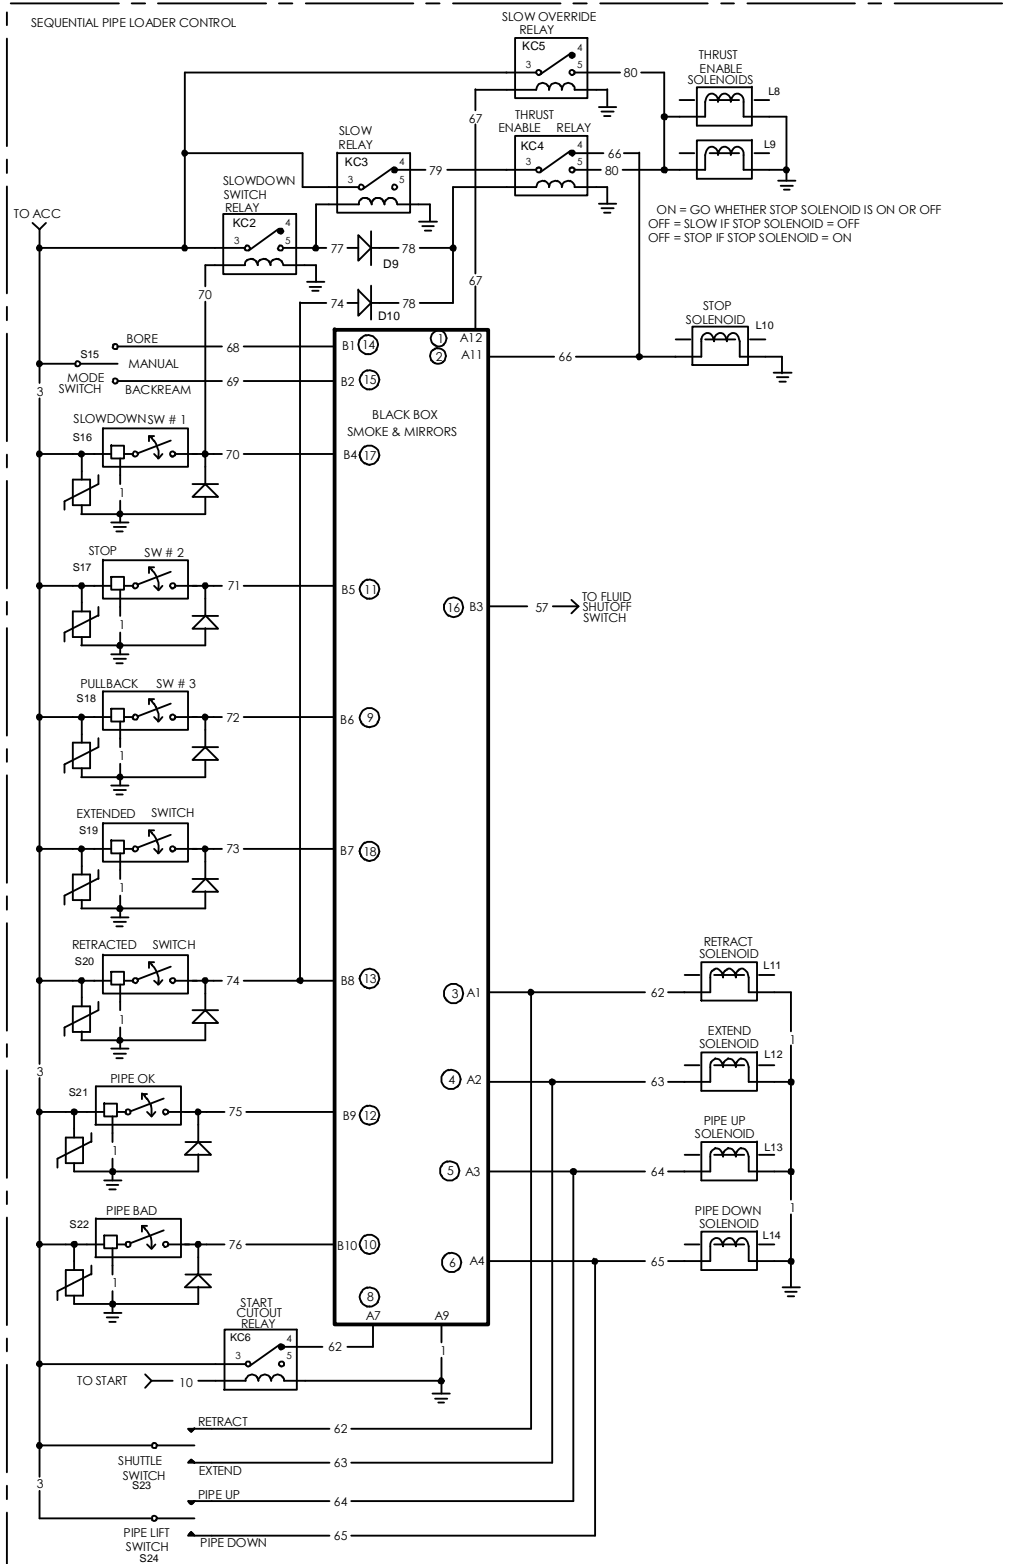 SEQUENTIAL PIPE LOADER CONTROL
SLOW OVERRIDE
RELAY
KC5
3
4
5
80
THRUST
ENABLE
SOLENOIDS
L8
67
THRUST
ENABLE RELAY
KC4
3
4
5
66
80
L9
SLOW
RELAY
KC3
3
4
5
79
SLOWDOWN
SWITCH
RELAY
KC2
3
4
5
TO ACC
ON = GO WHETHER STOP SOLENOID IS ON OR OFF
OFF = SLOW IF STOP SOLENOID = OFF
OFF = STOP IF STOP SOLENOID = ON
77
78
D9
67
70
74
78
D10
STOP
SOLENOID
L10
BORE
S15
MANUAL
MODE
SWITCH
BACKREAM
3
68
69
B1 14
B2 15
1 A12
2 A11
66
BLACK BOX
SMOKE & MIRRORS
SLOWDOWN SW # 1
S16
70
B4 17
1
STOP SW # 2
S17
71
B5 11
1
16 B3
57
TO FLUID
SHUTOFF
SWITCH
PULLBACK SW # 3
S18
72
B6 9
1
EXTENDED SWITCH
S19
73
B7 18
1
RETRACTED SWITCH
S20
74
B8 13
1
3 A1
62
RETRACT
SOLENOID
L11
1
3
4 A2
63
EXTEND
SOLENOID
L12
PIPE OK
S21
75
B9 12
1
5 A3
64
PIPE UP
SOLENOID
L13
1
PIPE BAD
S22
76
B10 10
1
6 A4
65
PIPE DOWN
SOLENOID
L14
8
A7
A9
START
CUTOUT
RELAY
KC6
3
4
5
62
1
TO START
10
RETRACT
62
SHUTTLE
SWITCH
S23
EXTEND
63
3
PIPE UP
64
PIPE LIFT
SWITCH
S24
PIPE DOWN
65